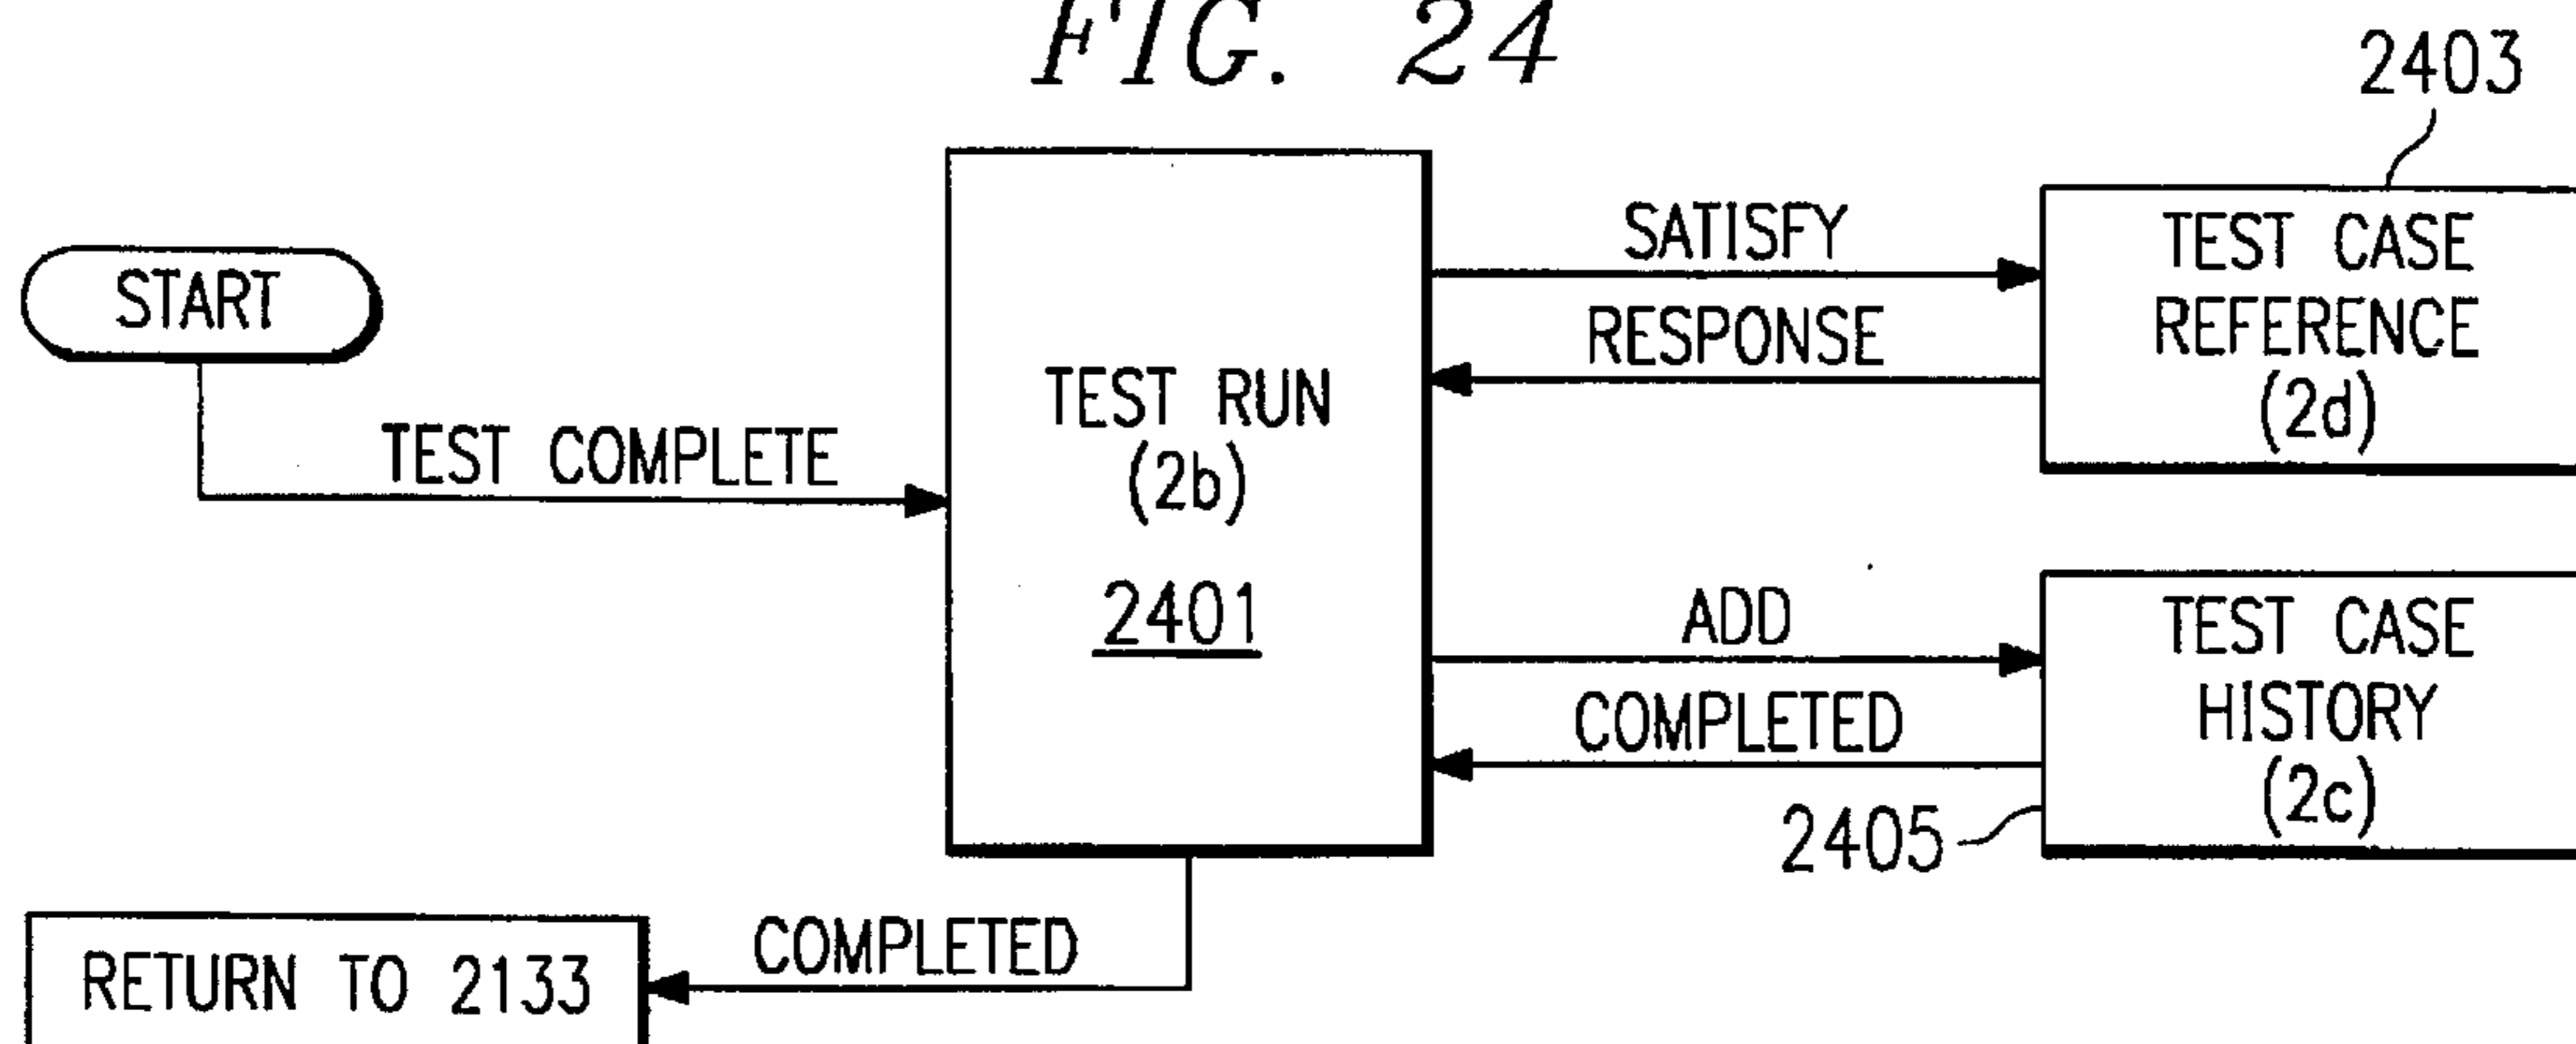 FIG. 24
2403
START
TEST COMPLETE
TEST RUN
(2b)
2401
SATISFY
RESPONSE
TEST CASE
REFERENCE
(2d)
ADD
COMPLETED
TEST CASE
HISTORY
(2c)
2405
COMPLETED
RETURN TO 2133